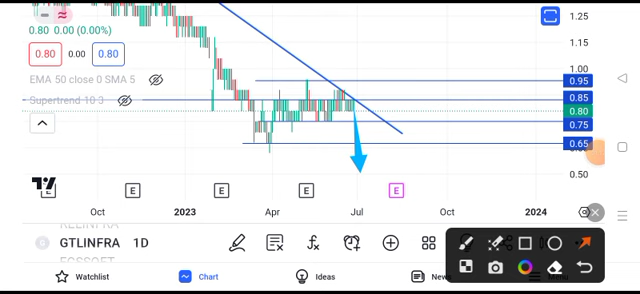 1.25
0.80 0.00 (0.00%)
1.15
0.80 0.00 0.80
1.00
EMA 50 close 0 SMA 5
0.95
Supertrend 10 3
0.85
0.80
0.75
0.65
0.50
E E E E E
Oct 2023 Apr Jul Oct 2024
G GTLINFRA 1D
Watchlist Chart Ideas News